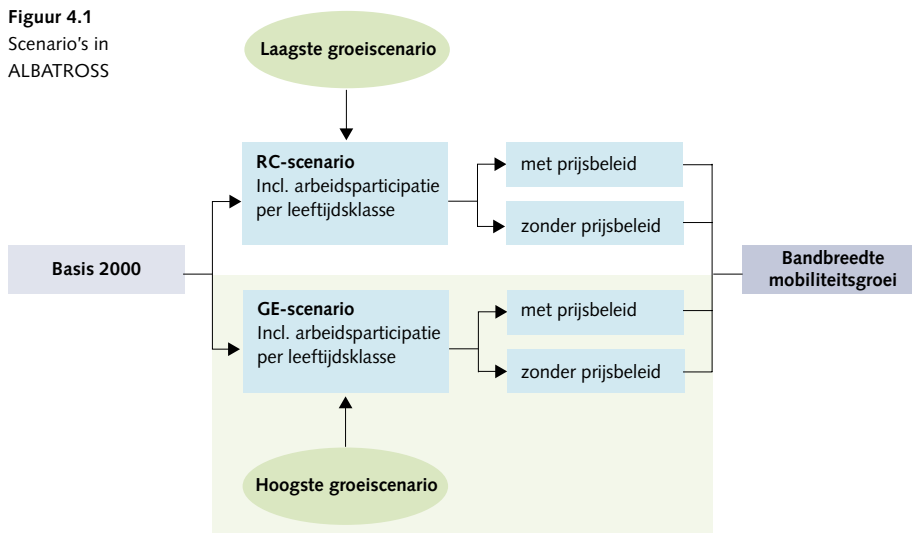 Figuur 4.1
Scenario's in
ALBATROSS
Laagste groeiscenario
RC-scenario
Incl. arbeidsparticipatie
per leeftijdsklasse
met prijsbeleid
zonder prijsbeleid
Basis 2000
Bandbreedte
mobiliteitsgroei
GE-scenario
Incl. arbeidsparticipatie
per leeftijdsklasse
met prijsbeleid
zonder prijsbeleid
Hoogste groeiscenario